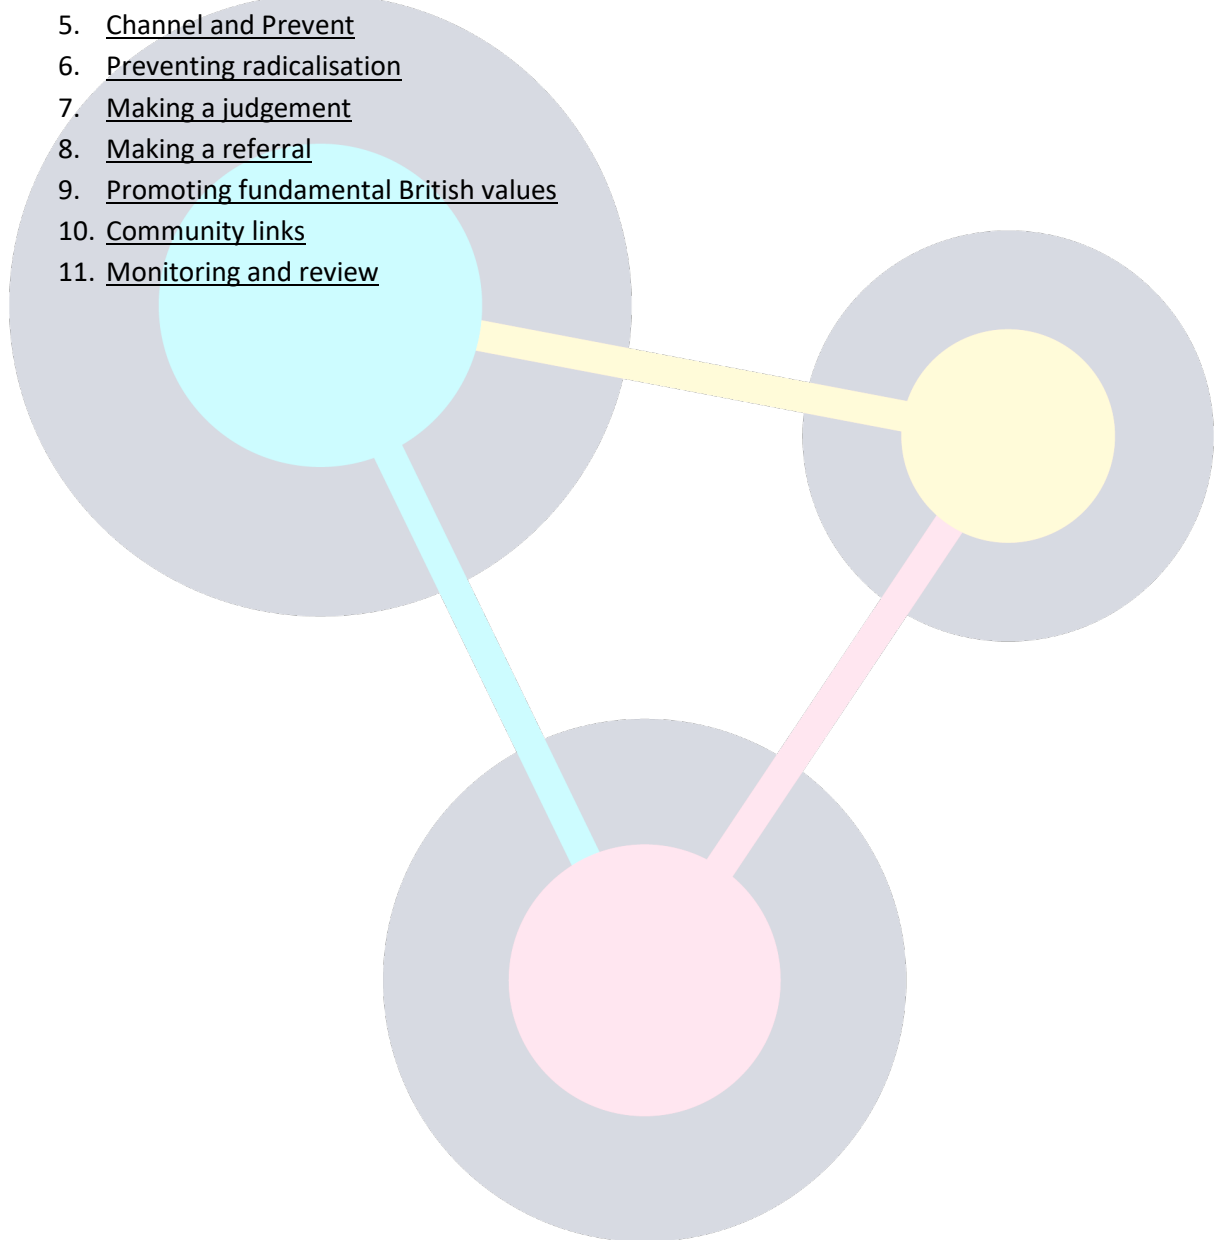 5. Channel and Prevent
6. Preventing radicalisation
7. Making a judgement
8. Making a referral
9. Promoting fundamental British values
10. Community links
11. Monitoring and review